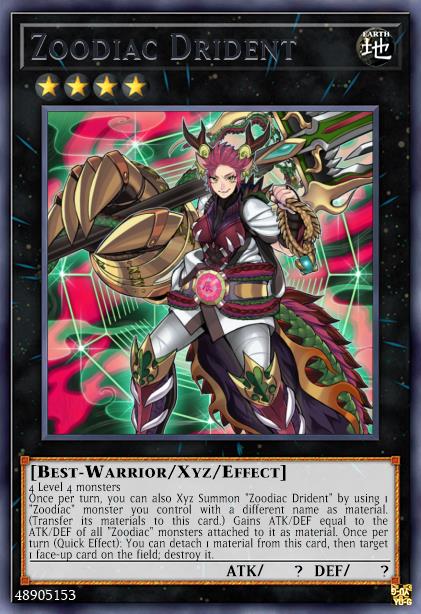 Zoodiac Drident
EARTH
地
[Best-Warrior/Xyz/Effect]
4 Level 4 monsters
Once per turn, you can also Xyz Summon "Zoodiac Drident" by using 1
"Zoodiac" monster you control with a different name as material.
(Transfer its materials to this card.) Gains ATK/DEF equal to the
ATK/DEF of all "Zoodiac" monsters attached to it as material. Once per
turn (Quick Effect): You can detach 1 material from this card, then target
1 face-up card on the field; destroy it.
ATK/ ? DEF/ ?
48905153